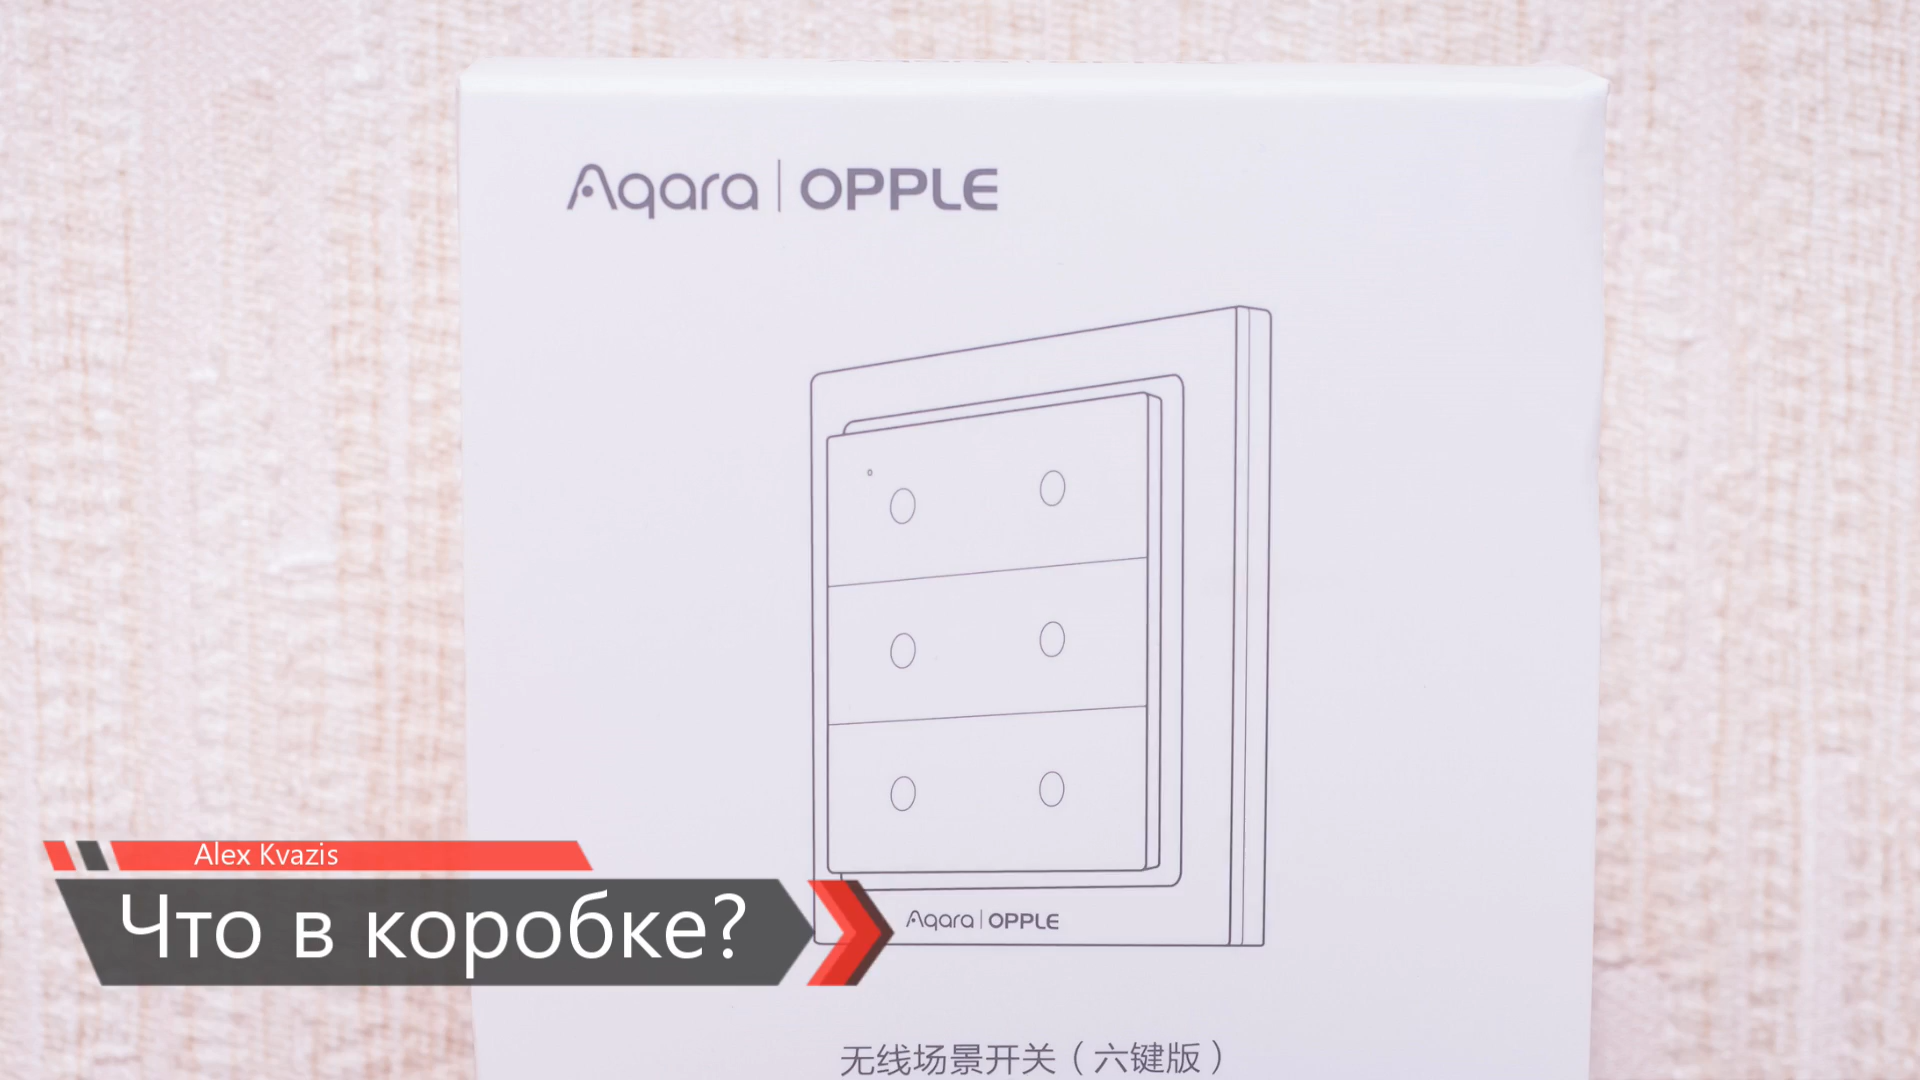 Aqara | OPPLE
Aqara | OPPLE
Alex Kvazis
Что в коробке?
无线场景开关（六键版）